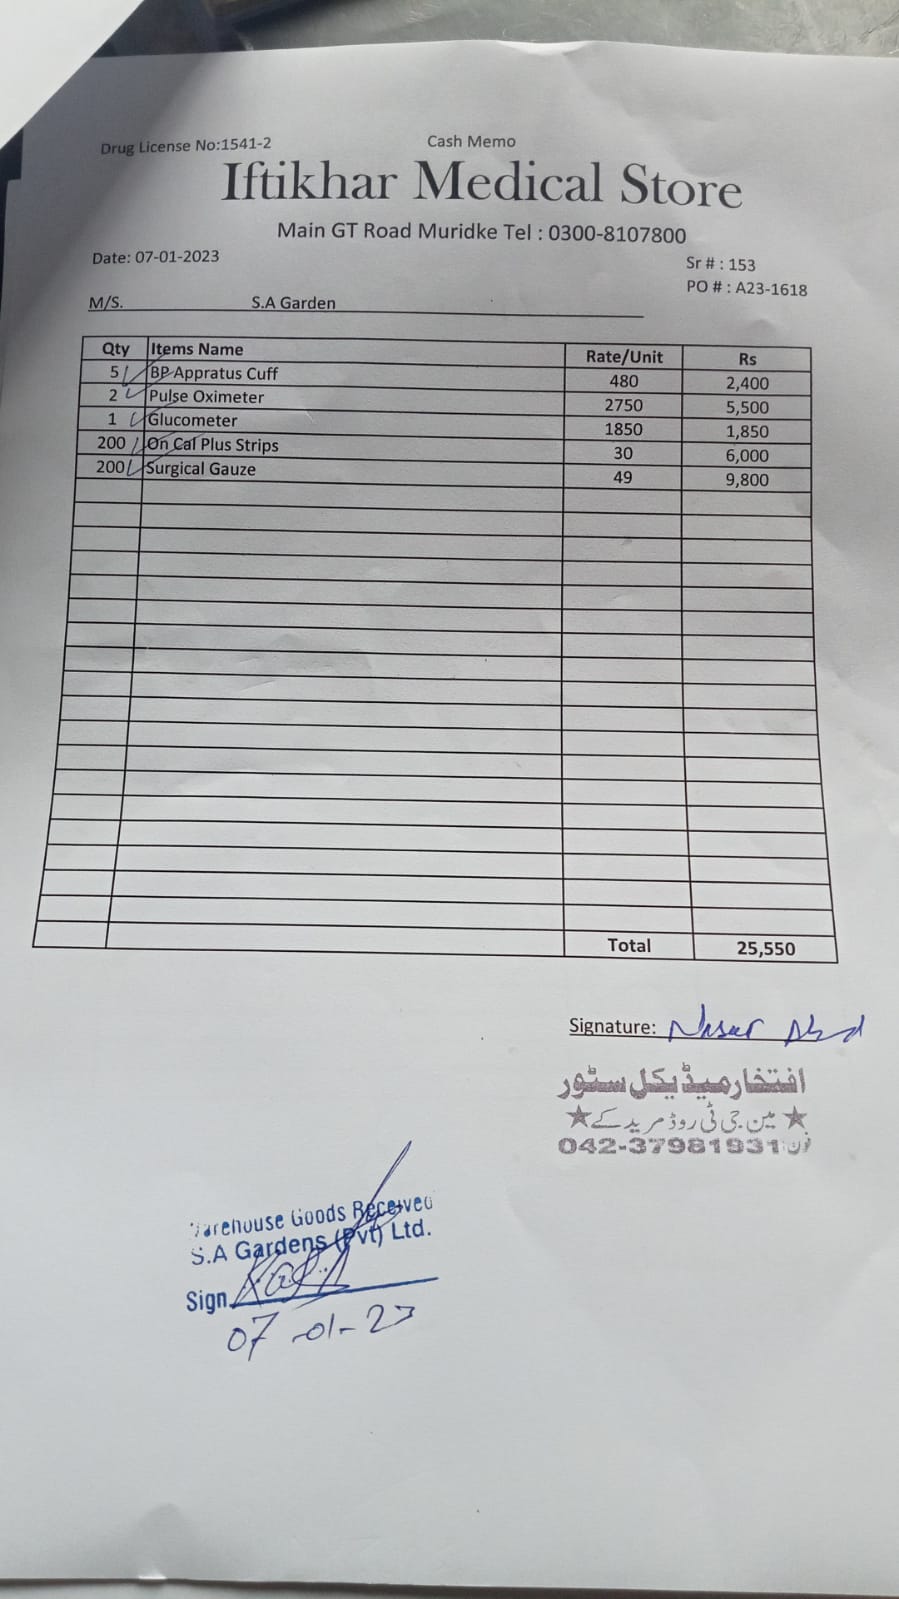 Drug License No:1541-2 Cash Memo
Iftikhar Medical Store
Main GT Road Muridke Tel : 0300-8107800
Date: 07-01-2023 Sr # : 153
PO # : A23-1618
M/S. S.A Garden
Qty Items Name Rate/Unit Rs
5 BP Appratus Cuff 480 2,400
2 Pulse Oximeter 2750 5,500
1 Glucometer 1850 1,850
200 On Cal Plus Strips 30 6,000
200 Surgical Gauze 49 9,800
Total 25,550
Signature:
افتخار میڈیکل سٹور
★ مین جی ٹی روڈ مریدکے ★
فون 042-37981931
Warehouse Goods Received
S.A Gardens (Pvt) Ltd.
Sign
07-01-23